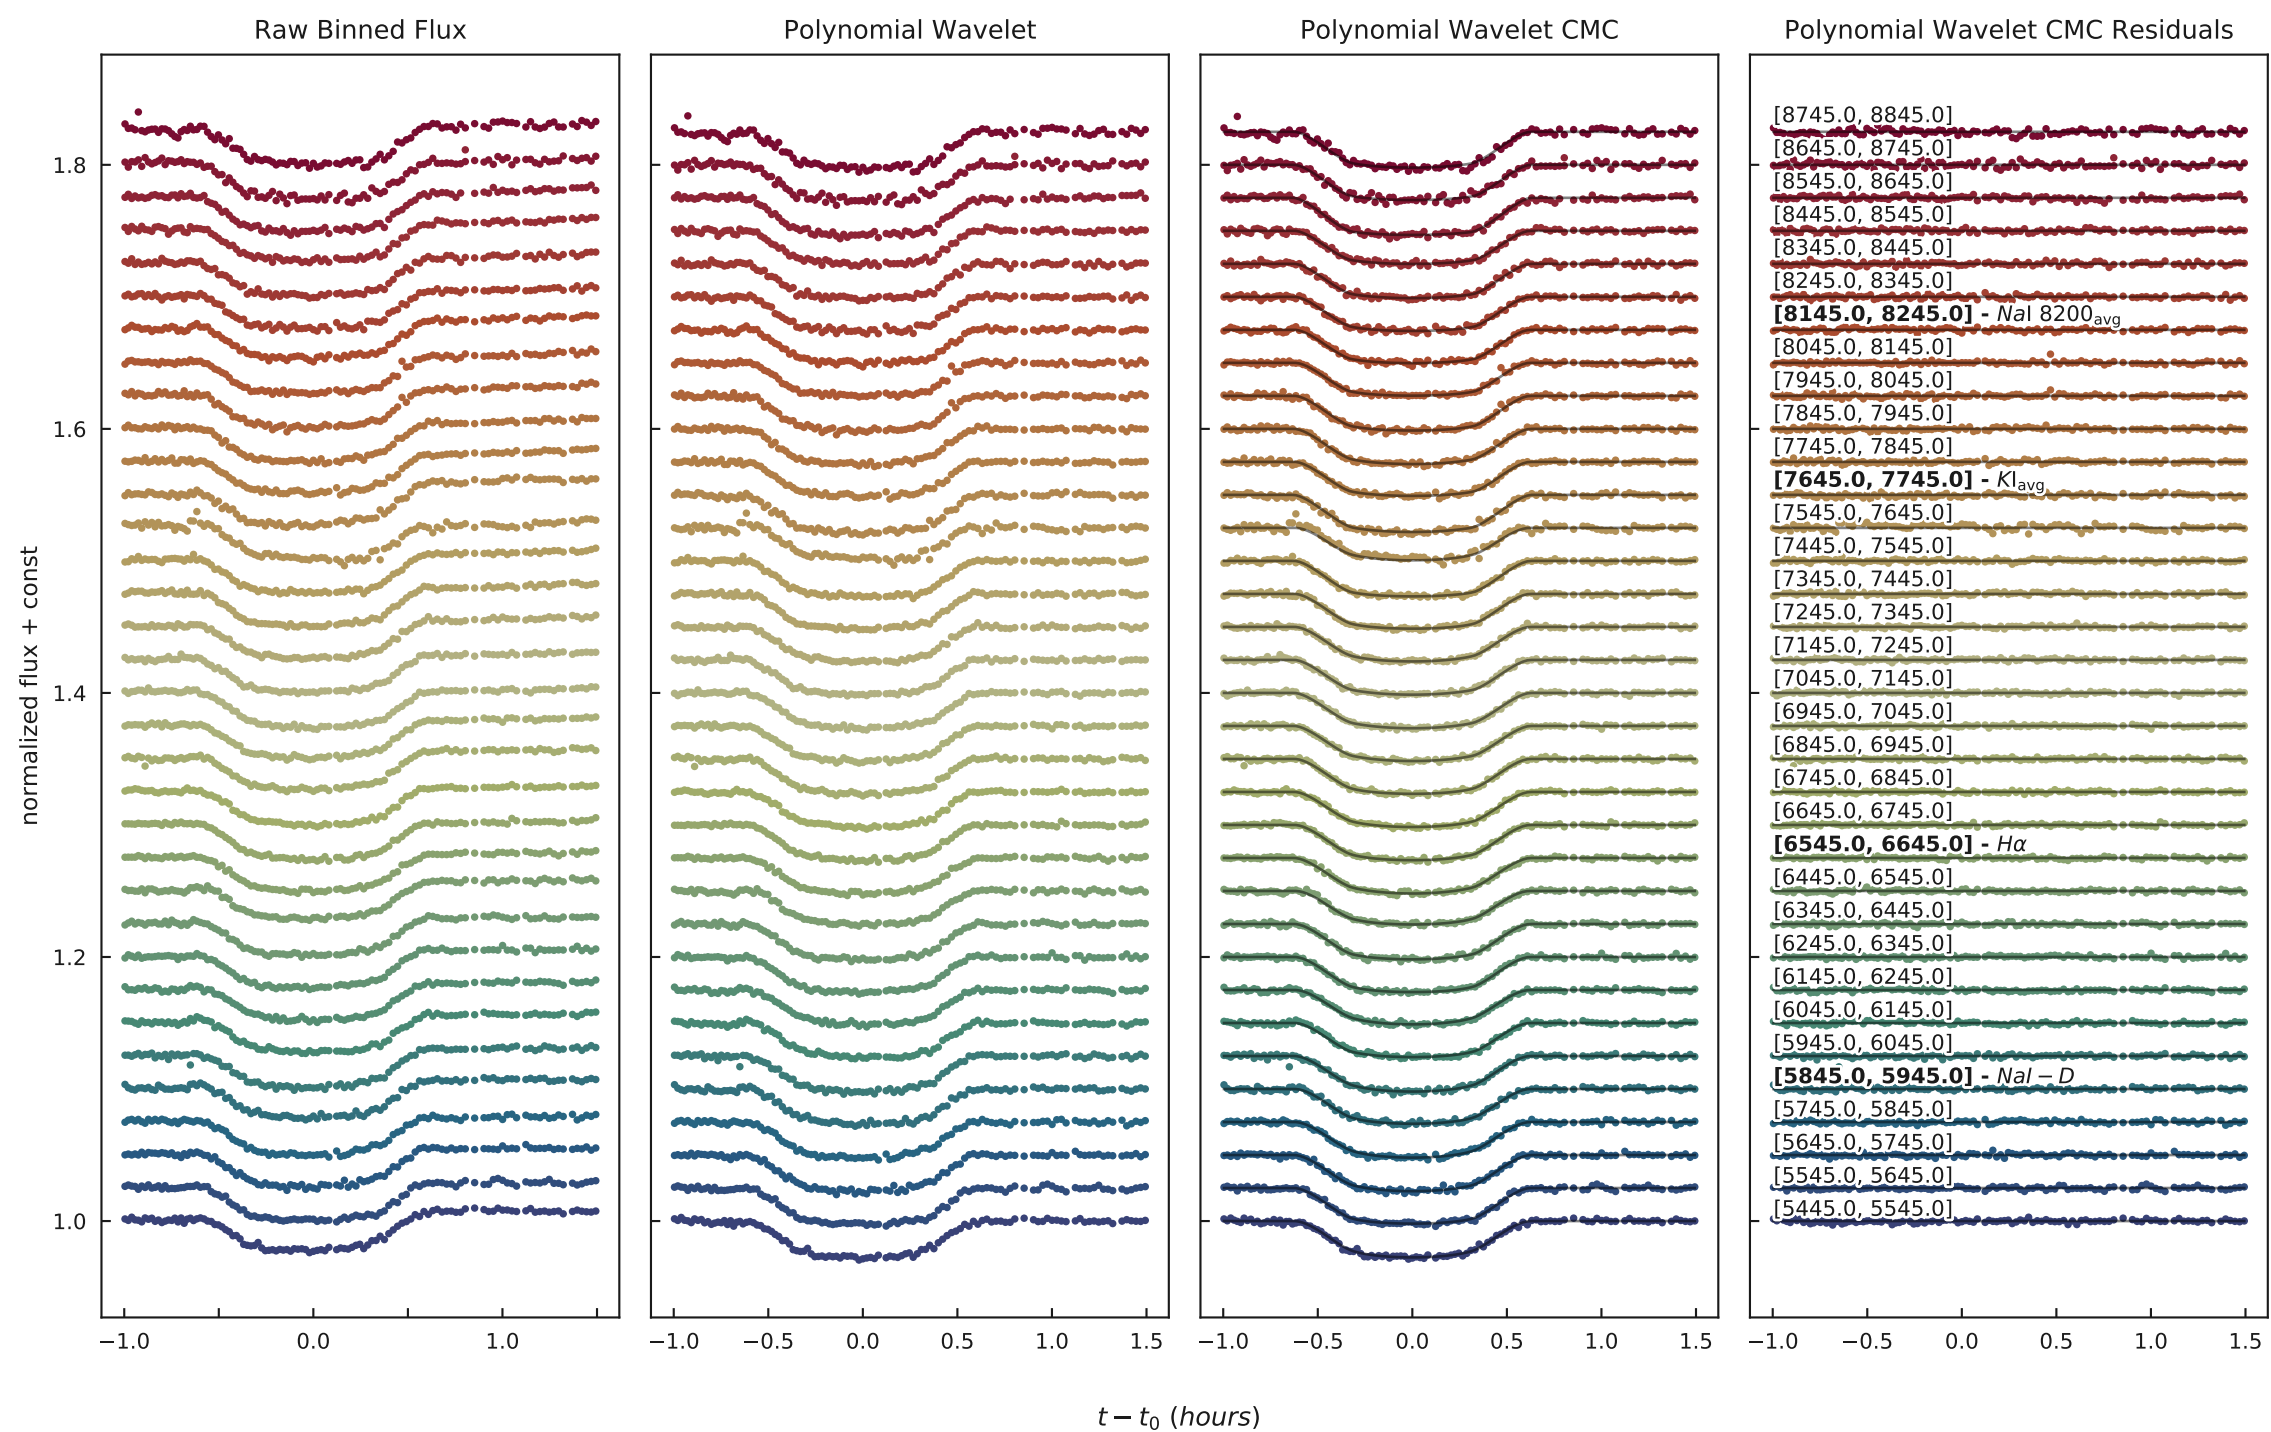 Raw Binned Flux
Polynomial Wavelet
Polynomial Wavelet CMC
Polynomial Wavelet CMC Residuals
normalized flux + const
1.8
1.6
1.4
1.2
1.0
[8745.0, 8845.0]
[8645.0, 8745.0]
[8545.0, 8645.0]
[8445.0, 8545.0]
[8345.0, 8445.0]
[8245.0, 8345.0]
[8145.0, 8245.0] - NaI 8200avg
[8045.0, 8145.0]
[7945.0, 8045.0]
[7845.0, 7945.0]
[7745.0, 7845.0]
[7645.0, 7745.0] - KIavg
[7545.0, 7645.0]
[7445.0, 7545.0]
[7345.0, 7445.0]
[7245.0, 7345.0]
[7145.0, 7245.0]
[7045.0, 7145.0]
[6945.0, 7045.0]
[6845.0, 6945.0]
[6745.0, 6845.0]
[6645.0, 6745.0]
[6545.0, 6645.0] - Hα
[6445.0, 6545.0]
[6345.0, 6445.0]
[6245.0, 6345.0]
[6145.0, 6245.0]
[6045.0, 6145.0]
[5945.0, 6045.0]
[5845.0, 5945.0] - NaI − D
[5745.0, 5845.0]
[5645.0, 5745.0]
[5545.0, 5645.0]
[5445.0, 5545.0]
−1.0 0.0 1.0
−1.0 −0.5 0.0 0.5 1.0 1.5
−1.0 −0.5 0.0 0.5 1.0 1.5
−1.0 −0.5 0.0 0.5 1.0 1.5
t − t0 (hours)